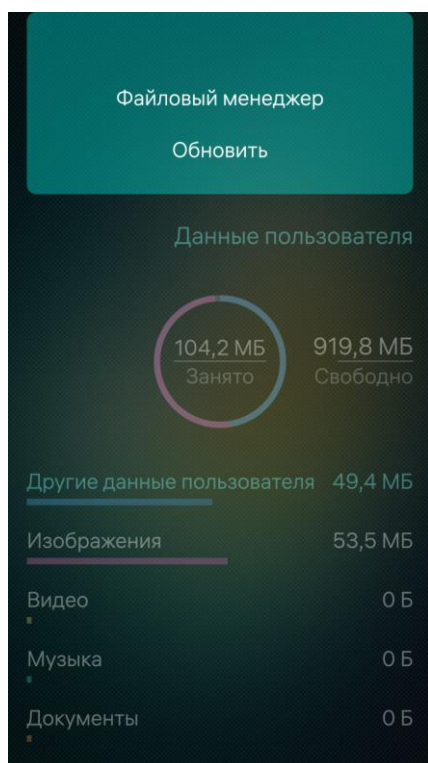 Файловый менеджер
Обновить
Данные пользователя
104,2 МБ 919,8 МБ
Занято Свободно
Другие данные пользователя 49,4 МБ
Изображения 53,5 МБ
Видео 0 Б
Музыка 0 Б
Документы 0 Б